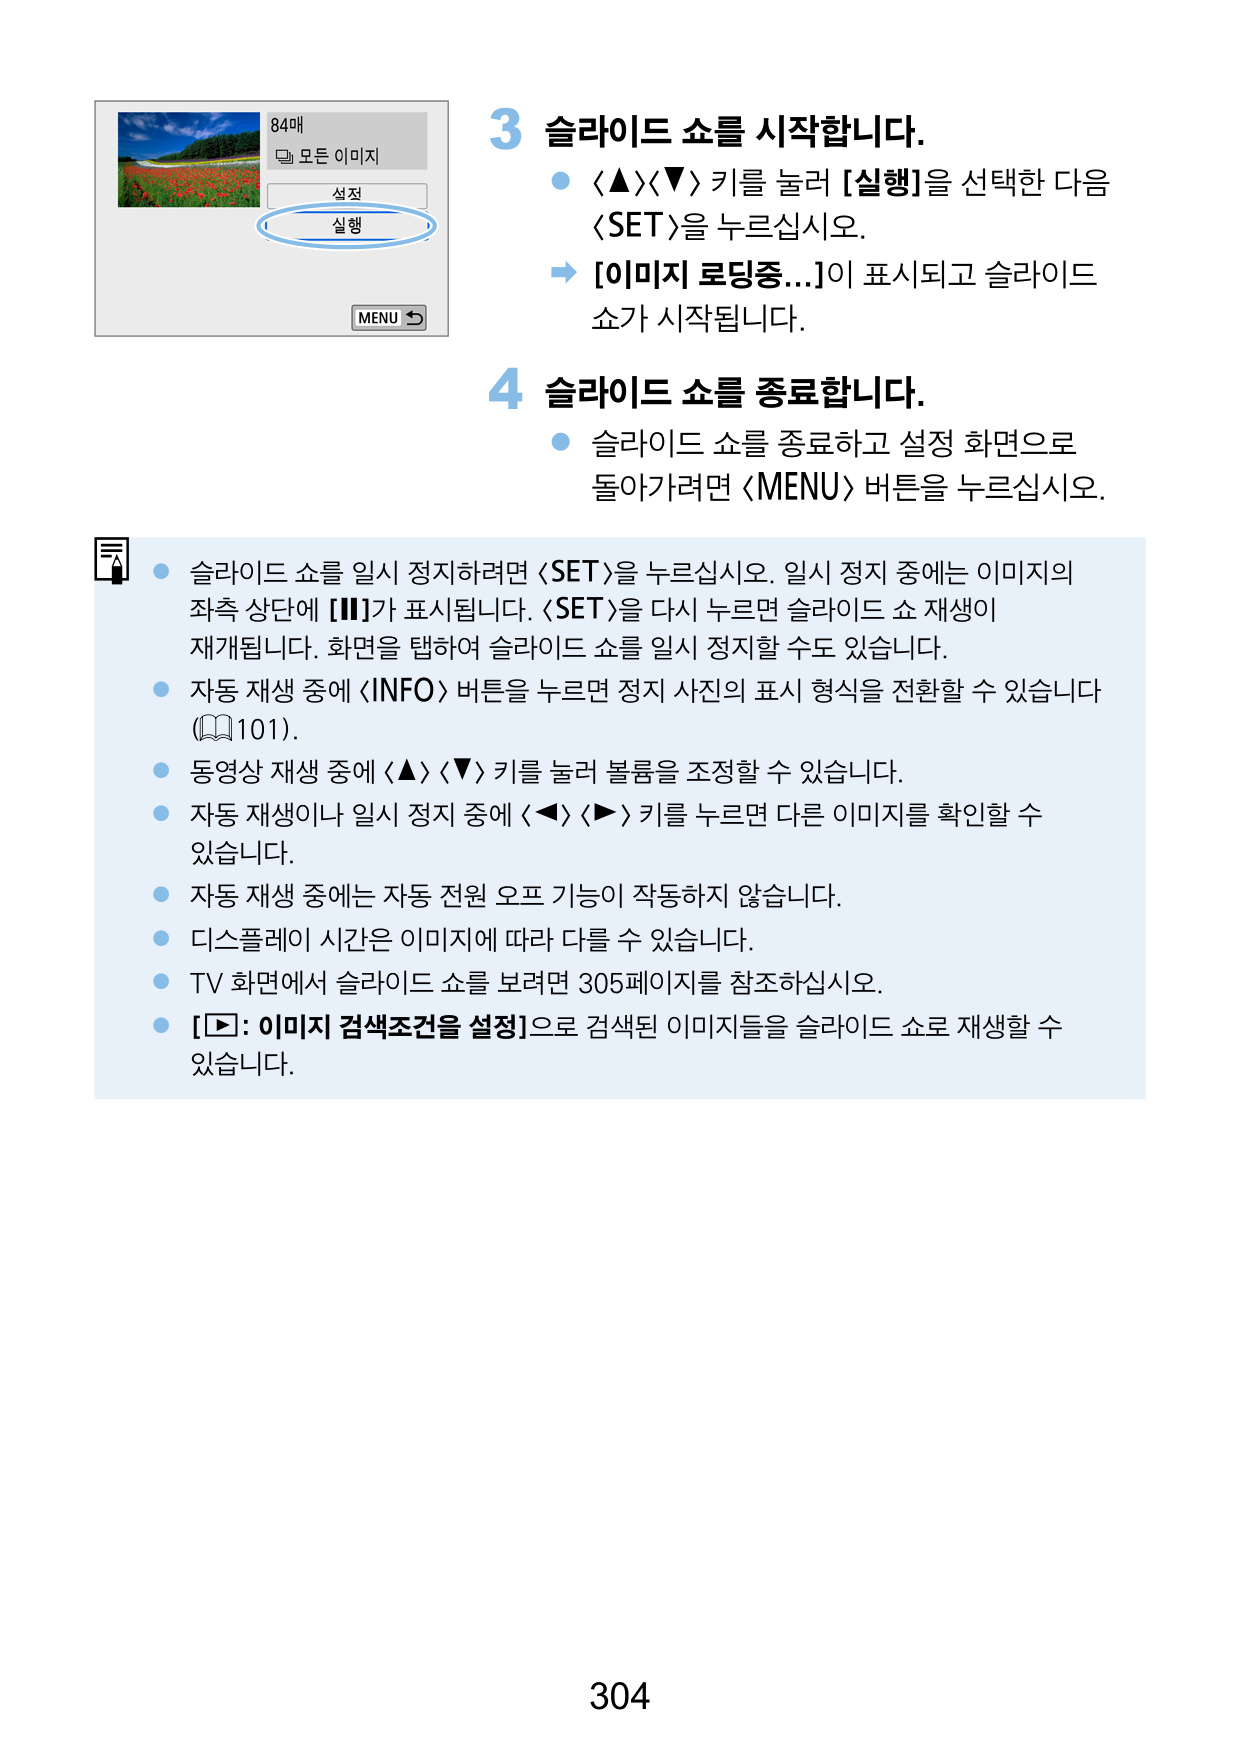 84매
모든 이미지
설정
실행
MENU
3 슬라이드 쇼를 시작합니다.
● 〈▲〉〈▼〉 키를 눌러 [실행]을 선택한 다음
〈SET〉을 누르십시오.
➡ [이미지 로딩중...]이 표시되고 슬라이드
쇼가 시작됩니다.
4 슬라이드 쇼를 종료합니다.
● 슬라이드 쇼를 종료하고 설정 화면으로
돌아가려면 〈MENU〉 버튼을 누르십시오.
● 슬라이드 쇼를 일시 정지하려면 〈SET〉을 누르십시오. 일시 정지 중에는 이미지의
좌측 상단에 [⏸]가 표시됩니다. 〈SET〉을 다시 누르면 슬라이드 쇼 재생이
재개됩니다. 화면을 탭하여 슬라이드 쇼를 일시 정지할 수도 있습니다.
● 자동 재생 중에 〈INFO〉 버튼을 누르면 정지 사진의 표시 형식을 전환할 수 있습니다
(📖101).
● 동영상 재생 중에 〈▲〉 〈▼〉 키를 눌러 볼륨을 조정할 수 있습니다.
● 자동 재생이나 일시 정지 중에 〈◀〉 〈▶〉 키를 누르면 다른 이미지를 확인할 수
있습니다.
● 자동 재생 중에는 자동 전원 오프 기능이 작동하지 않습니다.
● 디스플레이 시간은 이미지에 따라 다를 수 있습니다.
● TV 화면에서 슬라이드 쇼를 보려면 305페이지를 참조하십시오.
● [▶: 이미지 검색조건을 설정]으로 검색된 이미지들을 슬라이드 쇼로 재생할 수
있습니다.
304